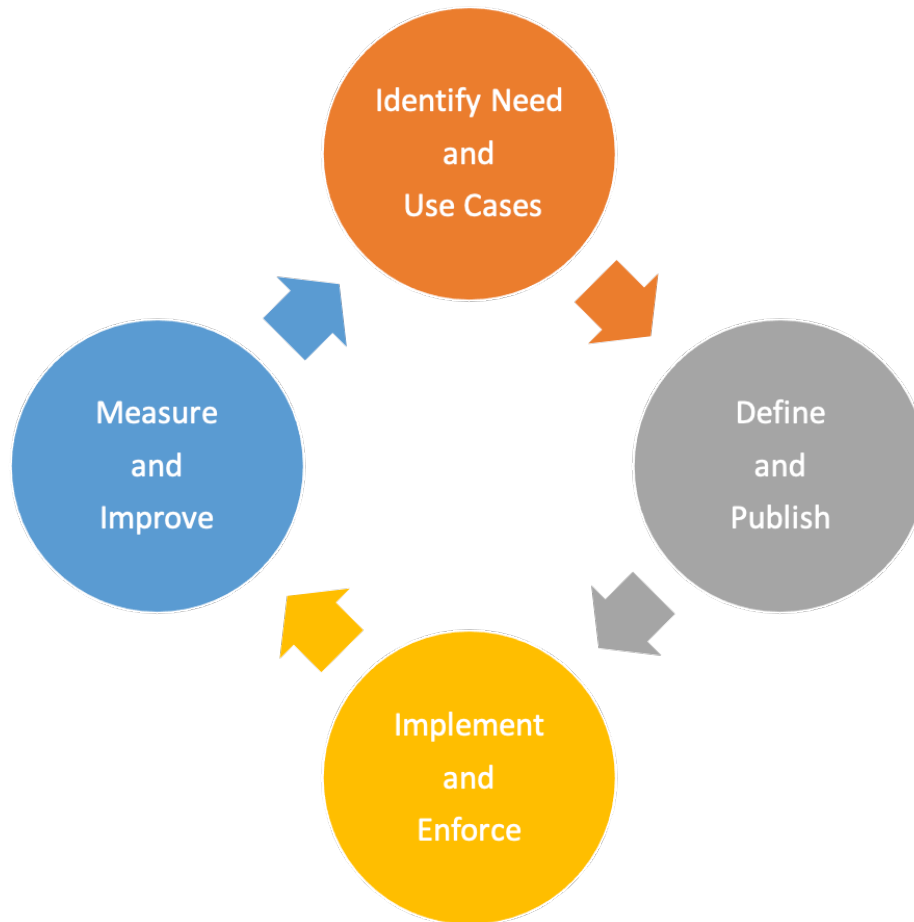 Identify Need
and
Use Cases
Define
and
Publish
Implement
and
Enforce
Measure
and
Improve